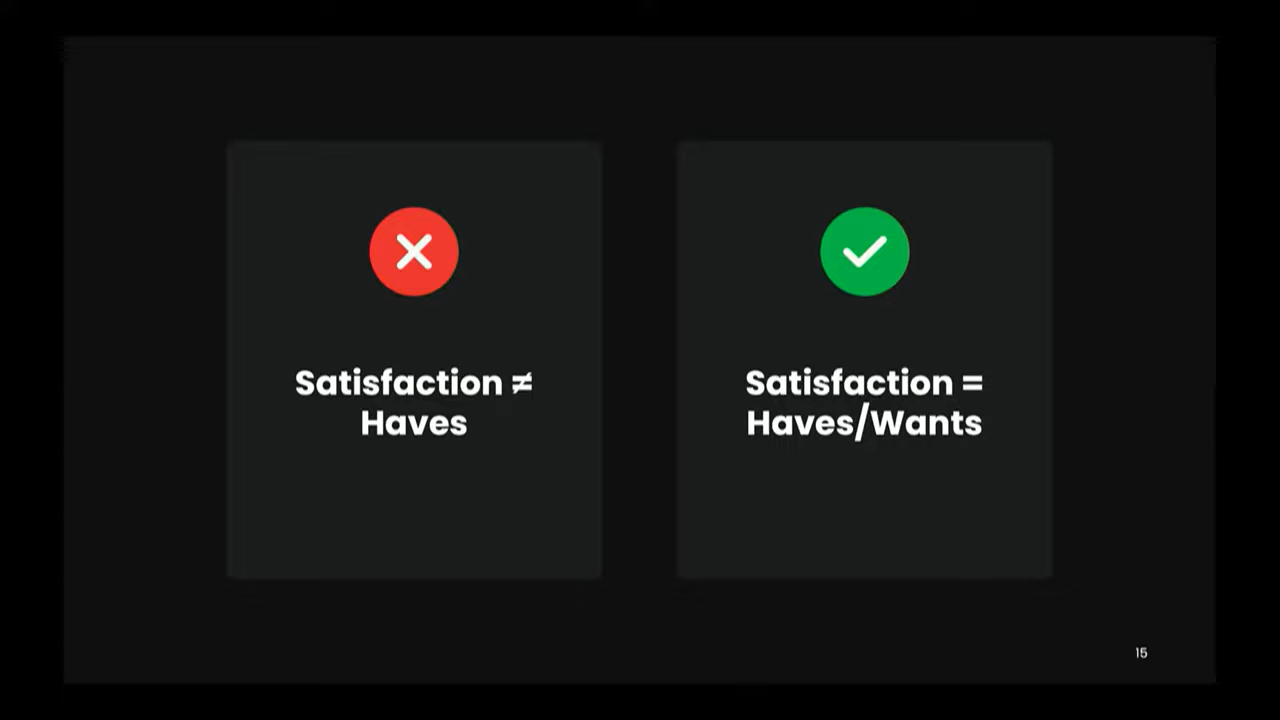 Satisfaction ≠
Haves
Satisfaction =
Haves/Wants
15